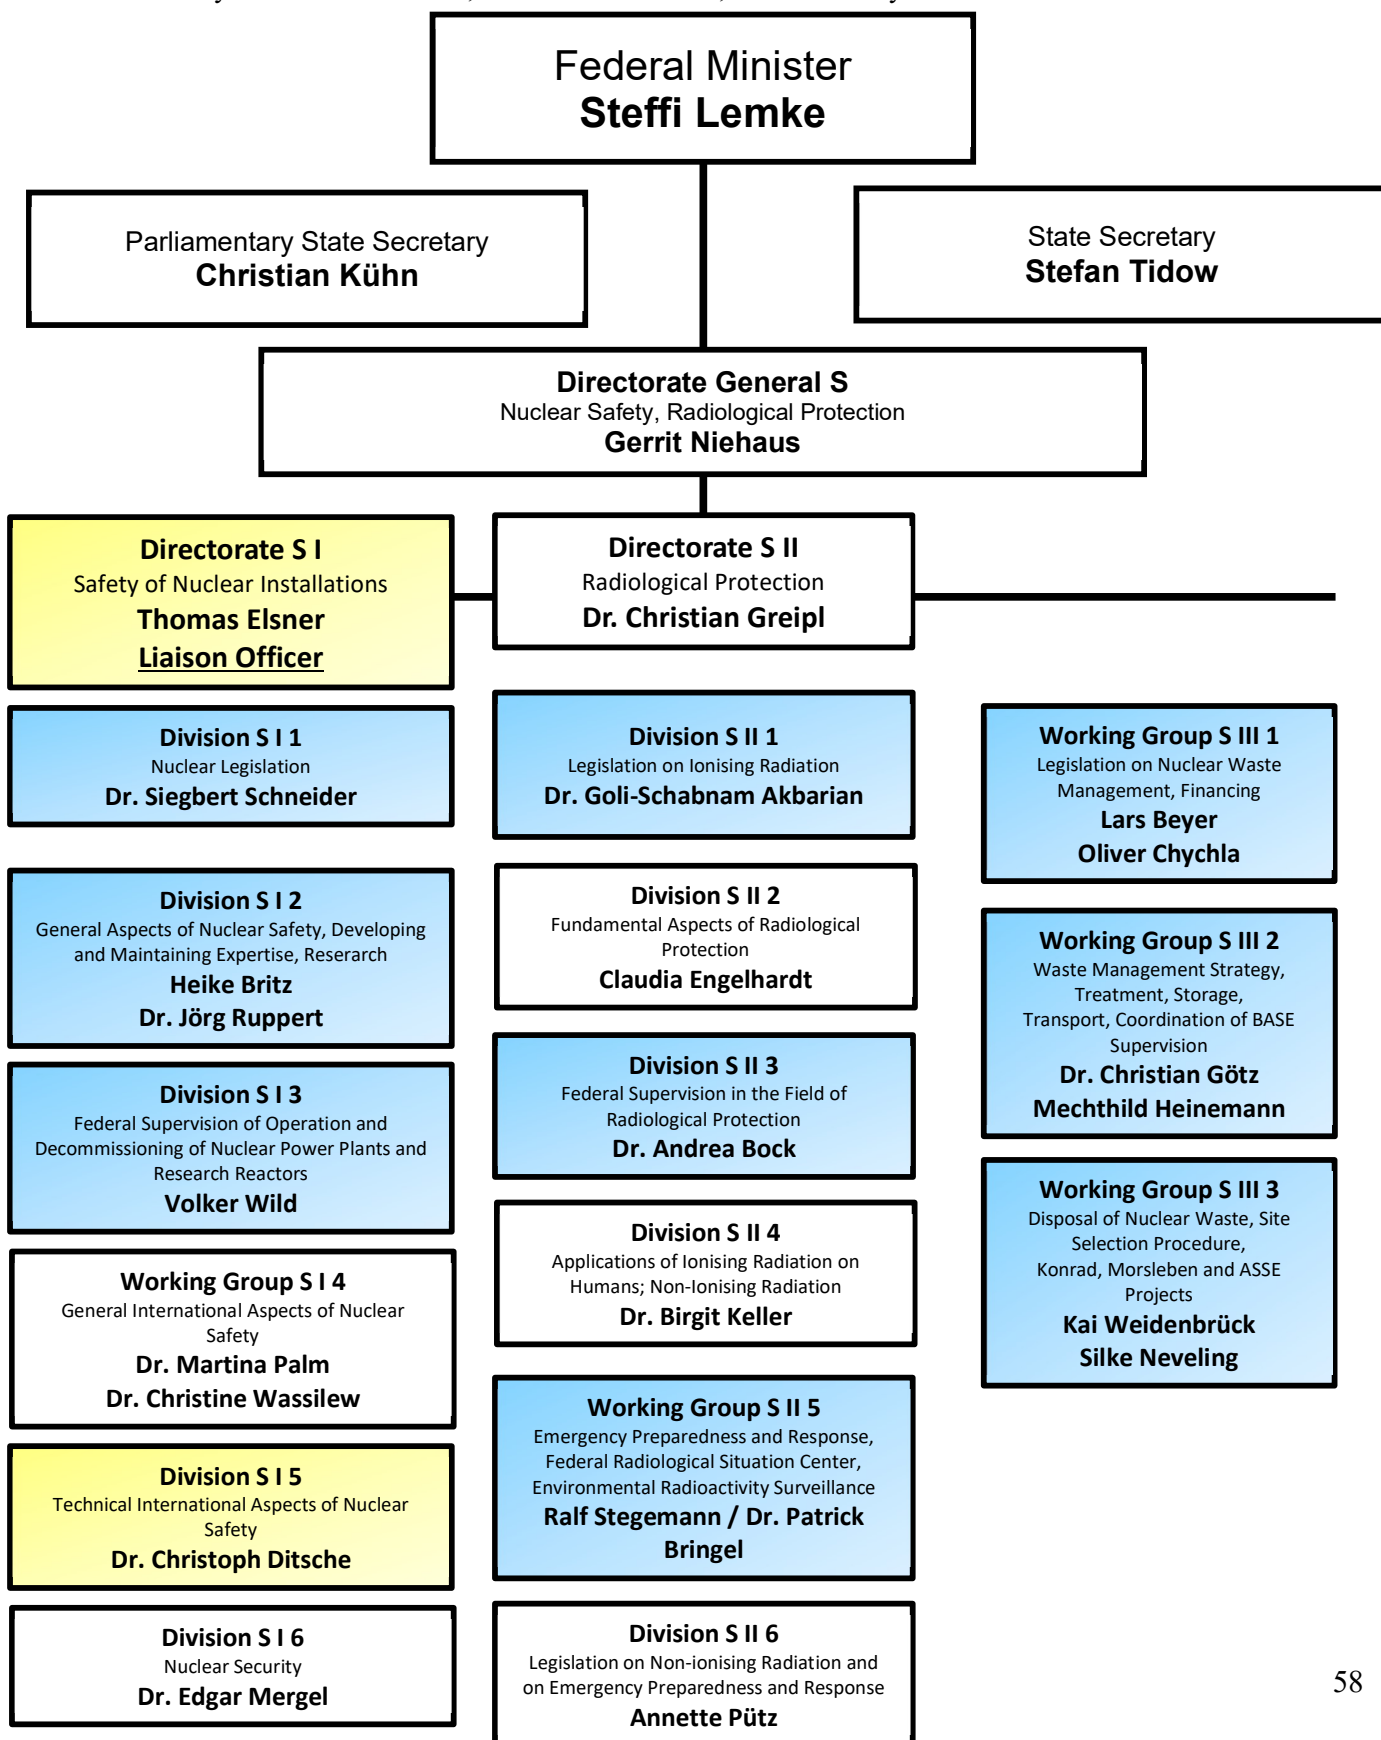 Federal Minister
Steffi Lemke
Parliamentary State Secretary
Christian Kühn
State Secretary
Stefan Tidow
Directorate General S
Nuclear Safety, Radiological Protection
Gerrit Niehaus
Directorate S I
Safety of Nuclear Installations
Thomas Elsner
Liaison Officer
Directorate S II
Radiological Protection
Dr. Christian Greipl
Division S I 1
Nuclear Legislation
Dr. Siegbert Schneider
Division S I 2
General Aspects of Nuclear Safety, Developing
and Maintaining Expertise, Reserarch
Heike Britz
Dr. Jörg Ruppert
Division S I 3
Federal Supervision of Operation and
Decommissioning of Nuclear Power Plants and
Research Reactors
Volker Wild
Working Group S I 4
General International Aspects of Nuclear
Safety
Dr. Martina Palm
Dr. Christine Wassilew
Division S I 5
Technical International Aspects of Nuclear
Safety
Dr. Christoph Ditsche
Division S I 6
Nuclear Security
Dr. Edgar Mergel
Division S II 1
Legislation on Ionising Radiation
Dr. Goli-Schabnam Akbarian
Division S II 2
Fundamental Aspects of Radiological
Protection
Claudia Engelhardt
Division S II 3
Federal Supervision in the Field of
Radiological Protection
Dr. Andrea Bock
Division S II 4
Applications of Ionising Radiation on
Humans; Non-Ionising Radiation
Dr. Birgit Keller
Working Group S II 5
Emergency Preparedness and Response,
Federal Radiological Situation Center,
Environmental Radioactivity Surveillance
Ralf Stegemann / Dr. Patrick
Bringel
Division S II 6
Legislation on Non-ionising Radiation and
on Emergency Preparedness and Response
Annette Pütz
Working Group S III 1
Legislation on Nuclear Waste
Management, Financing
Lars Beyer
Oliver Chychla
Working Group S III 2
Waste Management Strategy,
Treatment, Storage,
Transport, Coordination of BASE
Supervision
Dr. Christian Götz
Mechthild Heinemann
Working Group S III 3
Disposal of Nuclear Waste, Site
Selection Procedure,
Konrad, Morsleben and ASSE
Projects
Kai Weidenbrück
Silke Neveling
58